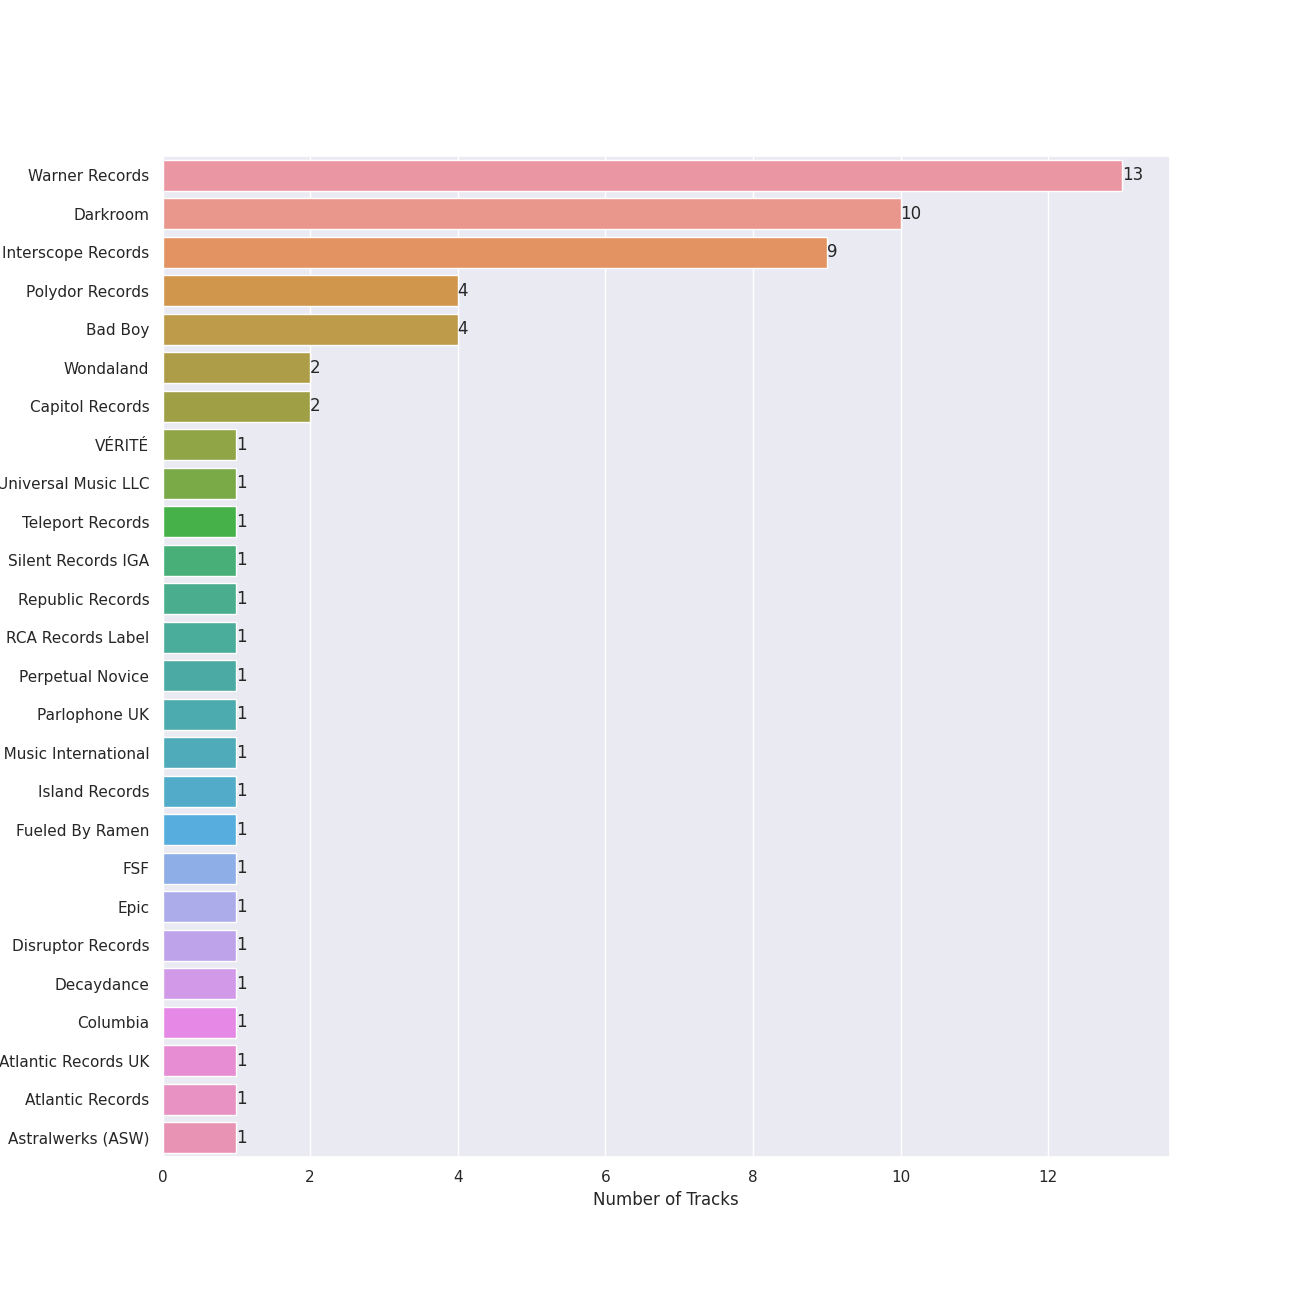 Warner Records 13
Darkroom 10
Interscope Records 9
Polydor Records 4
Bad Boy 4
Wondaland 2
Capitol Records 2
VÉRITÉ 1
Universal Music LLC 1
Teleport Records 1
Silent Records IGA 1
Republic Records 1
RCA Records Label 1
Perpetual Novice 1
Parlophone UK 1
Music International 1
Island Records 1
Fueled By Ramen 1
FSF 1
Epic 1
Disruptor Records 1
Decaydance 1
Columbia 1
Atlantic Records UK 1
Atlantic Records 1
Astralwerks (ASW) 1
0 2 4 6 8 10 12
Number of Tracks